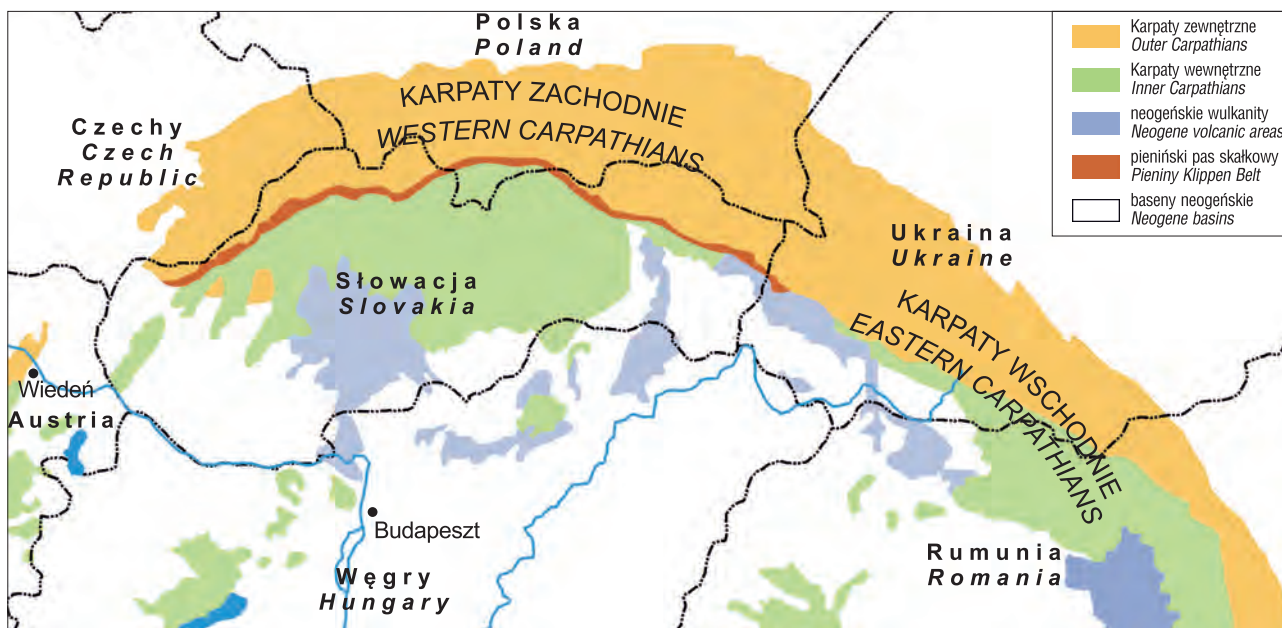 Polska
Poland
Czechy
Czech
Republic
KARPATY ZACHODNIE
WESTERN CARPATHIANS
Słowacja
Slovakia
Ukraina
Ukraine
KARPATY WSCHODNIE
EASTERN CARPATHIANS
Wiedeń
Austria
Budapeszt
Węgry
Hungary
Rumunia
Romania
Karpaty zewnętrzne
Outer Carpathians
Karpaty wewnętrzne
Inner Carpathians
neogeńskie wulkanity
Neogene volcanic areas
pieniński pas skałkowy
Pieniny Klippen Belt
baseny neogeńskie
Neogene basins